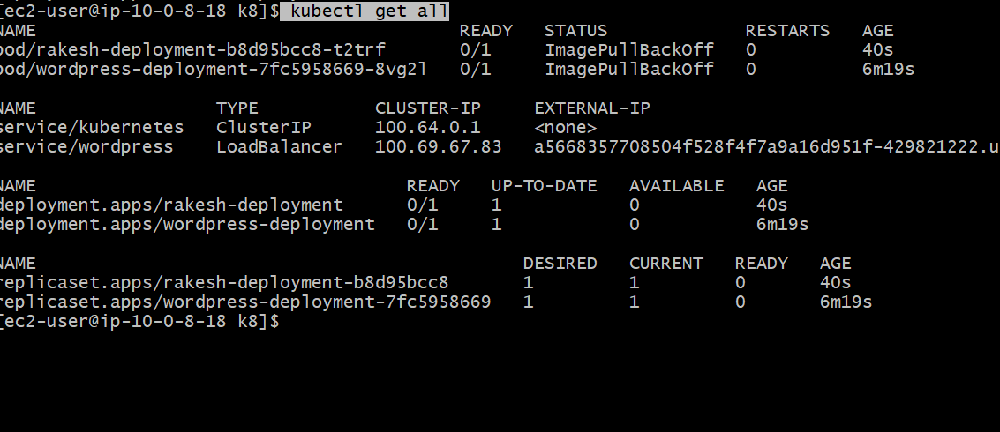 [ec2-user@ip-10-0-8-18 k8]$ kubectl get all
NAME READY STATUS RESTARTS AGE
pod/rakesh-deployment-b8d95bcc8-t2trf 0/1 ImagePullBackOff 0 40s
pod/wordpress-deployment-7fc5958669-8vg2l 0/1 ImagePullBackOff 0 6m19s
NAME TYPE CLUSTER-IP EXTERNAL-IP
service/kubernetes ClusterIP 100.64.0.1 <none>
service/wordpress LoadBalancer 100.69.67.83 a5668357708504f528f4f7a9a16d951f-429821222.u
NAME READY UP-TO-DATE AVAILABLE AGE
deployment.apps/rakesh-deployment 0/1 1 0 40s
deployment.apps/wordpress-deployment 0/1 1 0 6m19s
NAME DESIRED CURRENT READY AGE
replicaset.apps/rakesh-deployment-b8d95bcc8 1 1 0 40s
replicaset.apps/wordpress-deployment-7fc5958669 1 1 0 6m19s
[ec2-user@ip-10-0-8-18 k8]$